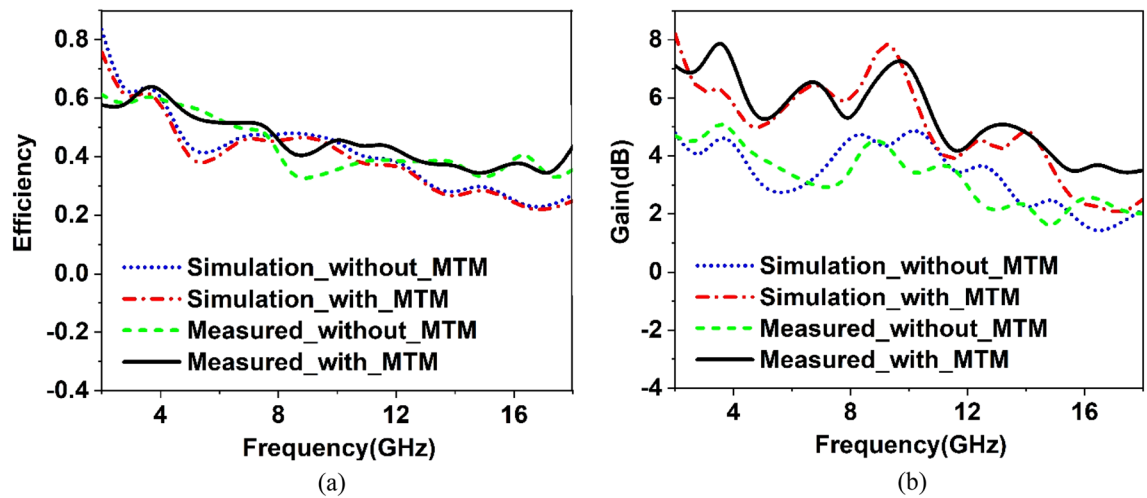 0.8
0.6
0.4
0.2
0.0
-0.2
-0.4
Efficiency
Simulation_without_MTM
Simulation_with_MTM
Measured_without_MTM
Measured_with_MTM
4 8 12 16
Frequency(GHz)
(a)
8
6
4
2
0
-2
-4
Gain(dB)
Simulation_without_MTM
Simulation_with_MTM
Measured_without_MTM
Measured_with_MTM
4 8 12 16
Frequency(GHz)
(b)